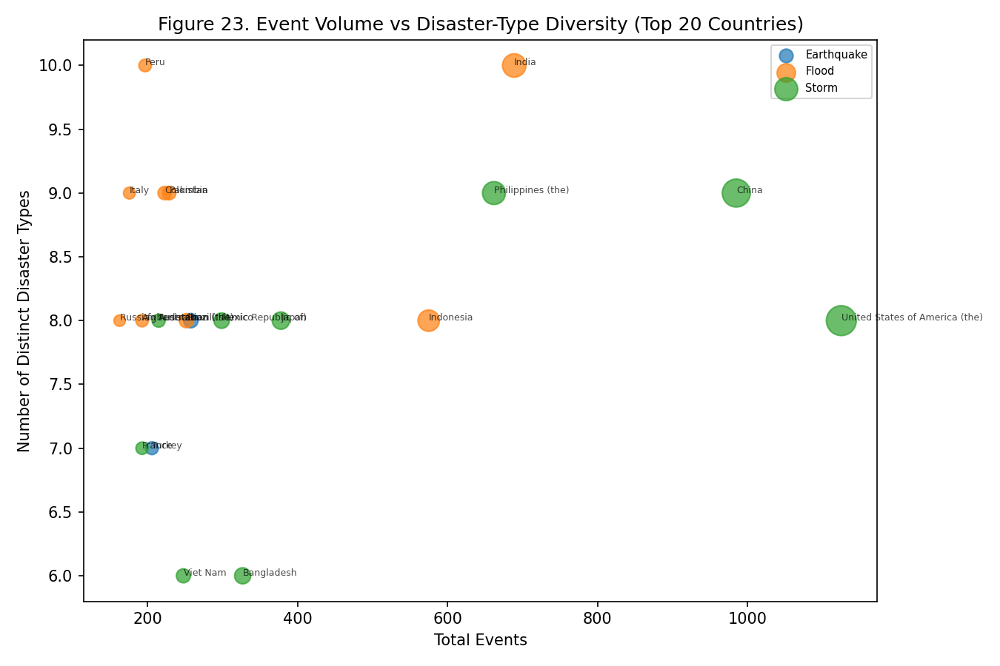 Figure 23. Event Volume vs Disaster-Type Diversity (Top 20 Countries)
Earthquake
Flood
Storm
Number of Distinct Disaster Types
10.0
9.5
9.0
8.5
8.0
7.5
7.0
6.5
6.0
Peru
India
Italy
Pakistan
Philippines (the)
China
Mexico
Japan
Indonesia
United States of America (the)
France
Turkey
Viet Nam
Bangladesh
200
400
600
800
1000
Total Events